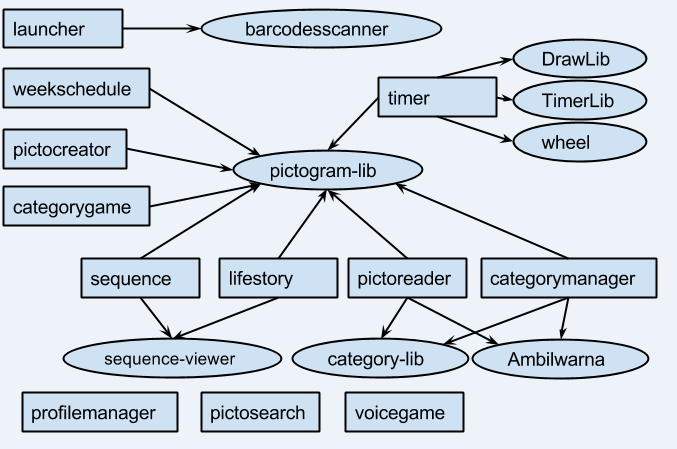 launcher
barcodesscanner
DrawLib
weekschedule
timer
TimerLib
pictocreator
wheel
pictogram-lib
categorygame
sequence
lifestory
pictoreader
categorymanager
sequence-viewer
category-lib
Ambilwarna
profilemanager
pictosearch
voicegame